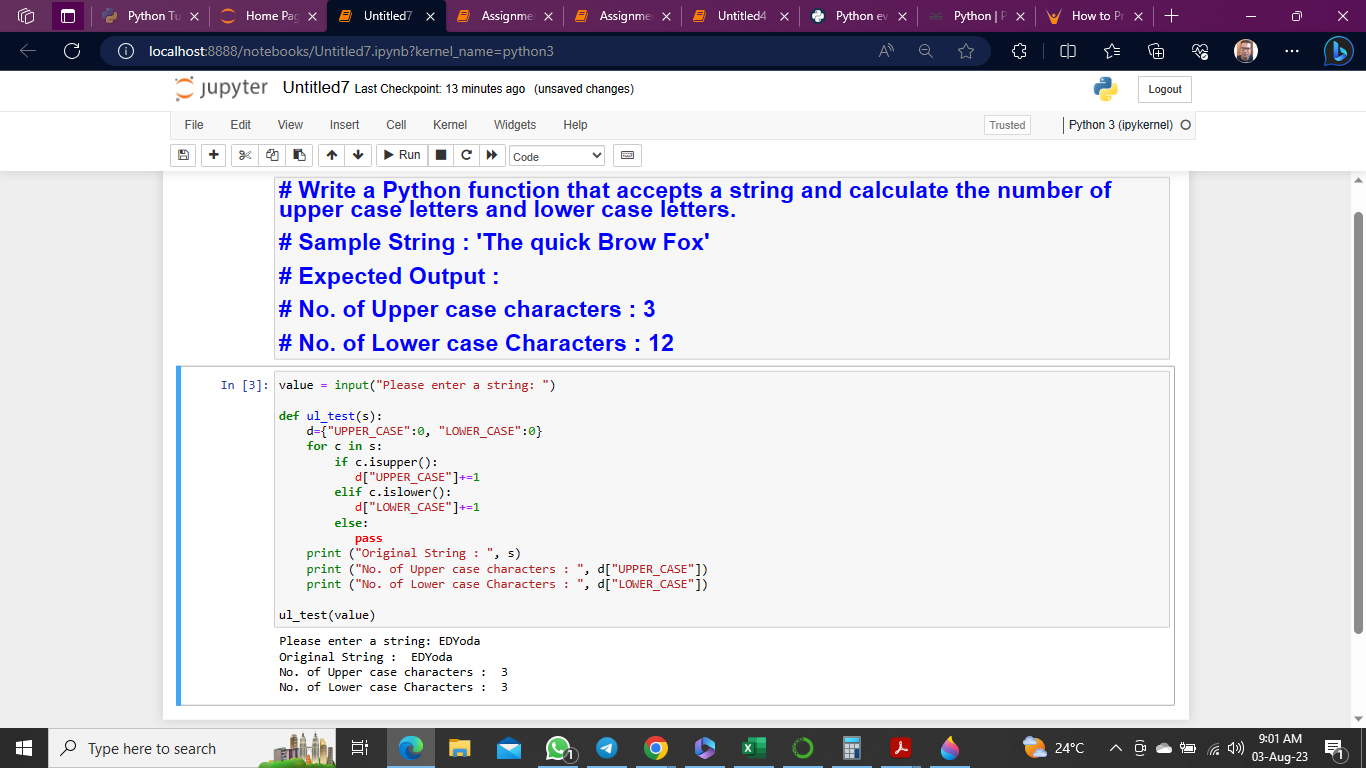 Python Tu
Home Pag
Untitled7
Assignme
Assignme
Untitled4
Python ev
Python | P
How to Pr
localhost:8888/notebooks/Untitled7.ipynb?kernel_name=python3
jupyter Untitled7 Last Checkpoint: 13 minutes ago (unsaved changes)
Logout
File Edit View Insert Cell Kernel Widgets Help
Trusted
Python 3 (ipykernel)
Run
Code
# Write a Python function that accepts a string and calculate the number of
upper case letters and lower case letters.
# Sample String : 'The quick Brow Fox'
# Expected Output :
# No. of Upper case characters : 3
# No. of Lower case Characters : 12
In [3]: value = input("Please enter a string: ")
def ul_test(s):
    d={"UPPER_CASE":0, "LOWER_CASE":0}
    for c in s:
        if c.isupper():
           d["UPPER_CASE"]+=1
        elif c.islower():
           d["LOWER_CASE"]+=1
        else:
           pass
    print ("Original String : ", s)
    print ("No. of Upper case characters : ", d["UPPER_CASE"])
    print ("No. of Lower case Characters : ", d["LOWER_CASE"])
ul_test(value)
Please enter a string: EDYoda
Original String :  EDYoda
No. of Upper case characters :  3
No. of Lower case Characters :  3
Type here to search
24°C
9:01 AM
03-Aug-23
1
1